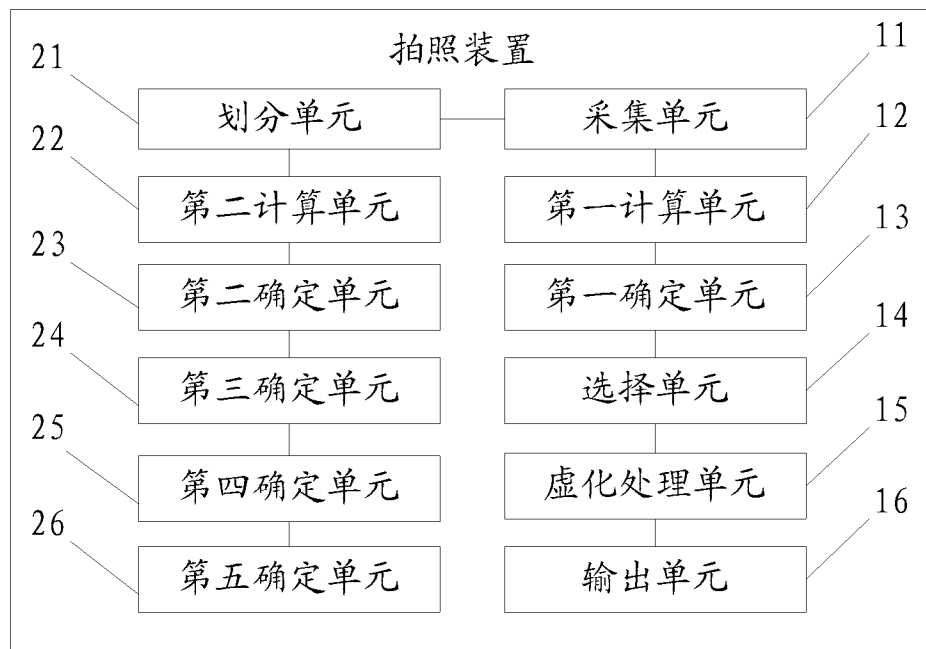 拍照装置
21 划分单元 采集单元 11
22 第二计算单元 第一计算单元 12
23 第二确定单元 第一确定单元 13
24 第三确定单元 选择单元 14
25 第四确定单元 虚化处理单元 15
26 第五确定单元 输出单元 16